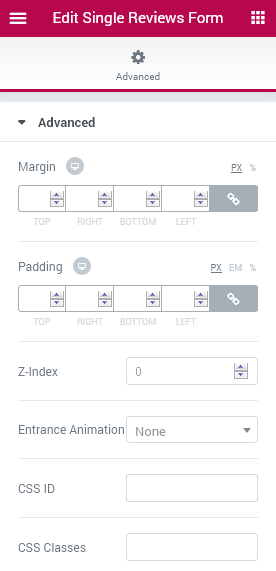 Edit Single Reviews Form
Advanced
Advanced
Margin PX %
TOP RIGHT BOTTOM LEFT
Padding PX EM %
TOP RIGHT BOTTOM LEFT
Z-Index 0
Entrance Animation None
CSS ID
CSS Classes